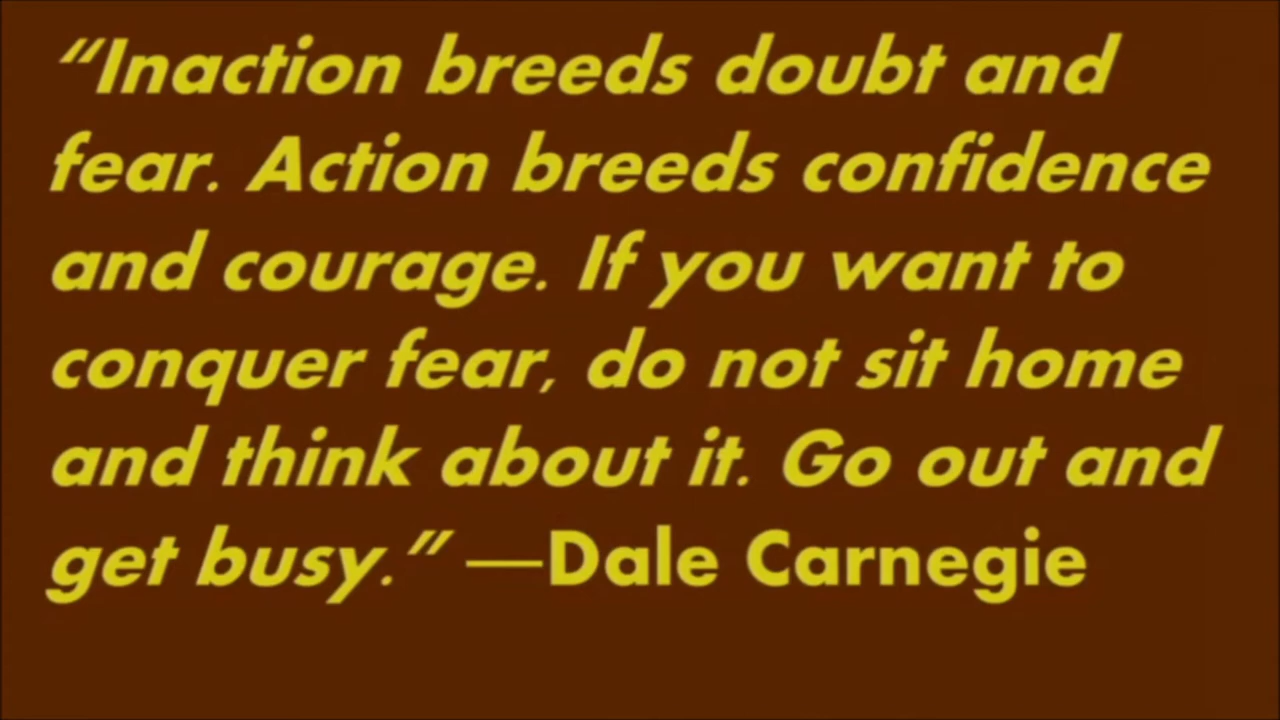 “Inaction breeds doubt and
fear. Action breeds confidence
and courage. If you want to
conquer fear, do not sit home
and think about it. Go out and
get busy.” —Dale Carnegie